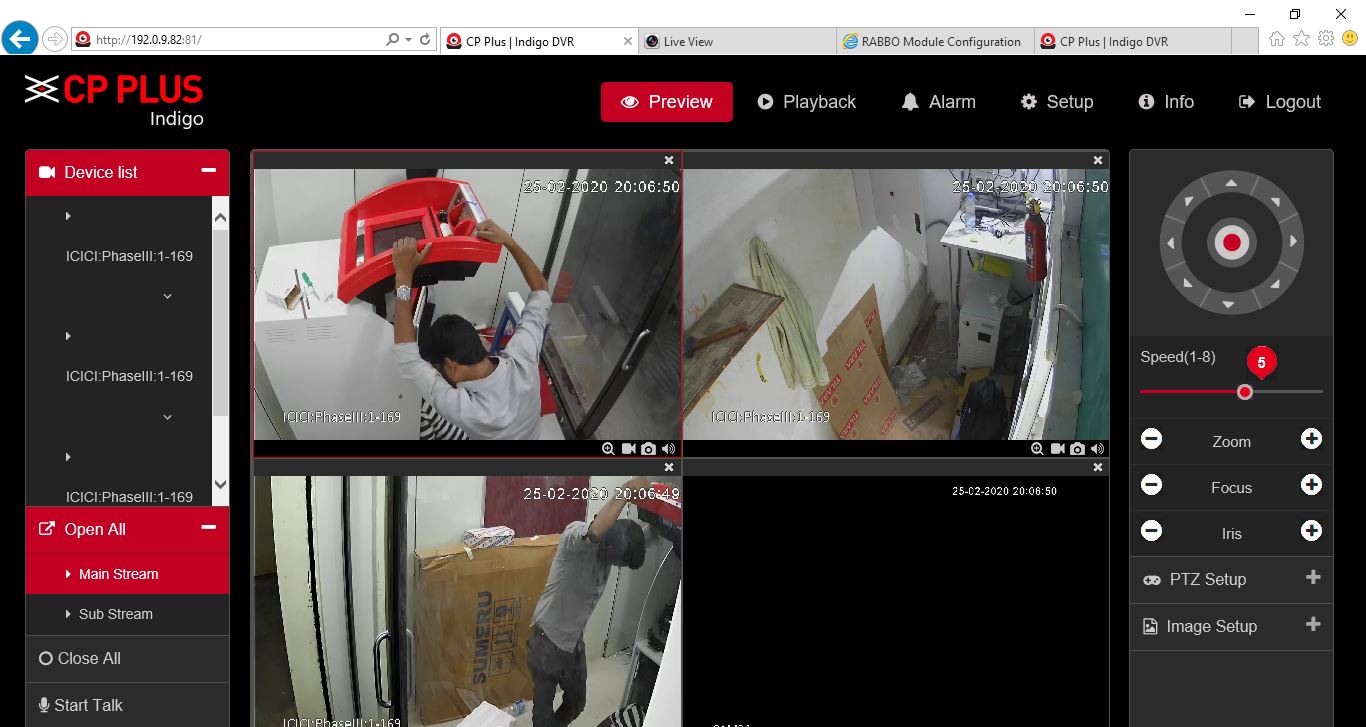 http://192.0.9.82:81/
CP Plus | Indigo DVR
Live View
RABBO Module Configuration
CP Plus | Indigo DVR
CP PLUS
Indigo
Preview
Playback
Alarm
Setup
Info
Logout
Device list
ICICI:PhaseIII:1-169
ICICI:PhaseIII:1-169
ICICI:PhaseIII:1-169
Open All
Main Stream
Sub Stream
Close All
Start Talk
25-02-2020 20:06:50
ICICI:PhaseIII:1-169
25-02-2020 20:06:50
VILAVA
ICICI:PhaseIII:1-169
25-02-2020 20:06:49
SUMERU
ICICI:PhaseIII:1-169
25-02-2020 20:06:50
Speed(1-8)
5
Zoom
Focus
Iris
PTZ Setup
Image Setup